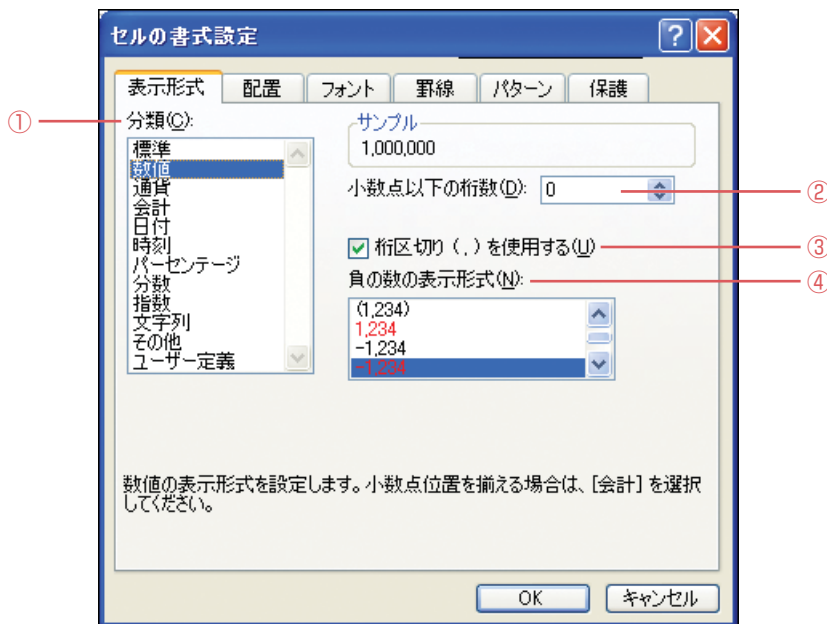 セルの書式設定
表示形式 配置 フォント 罫線 パターン 保護
① 分類(C):
標準
数値
通貨
会計
日付
時刻
パーセンテージ
分数
指数
文字列
その他
ユーザー定義
サンプル
1,000,000
小数点以下の桁数(D): 0 ②
桁区切り(,)を使用する(U) ③
負の数の表示形式(N): ④
(1,234)
1,234
-1,234
-1,234
数値の表示形式を設定します。小数点位置を揃える場合は、[会計] を選択
してください。
OK キャンセル